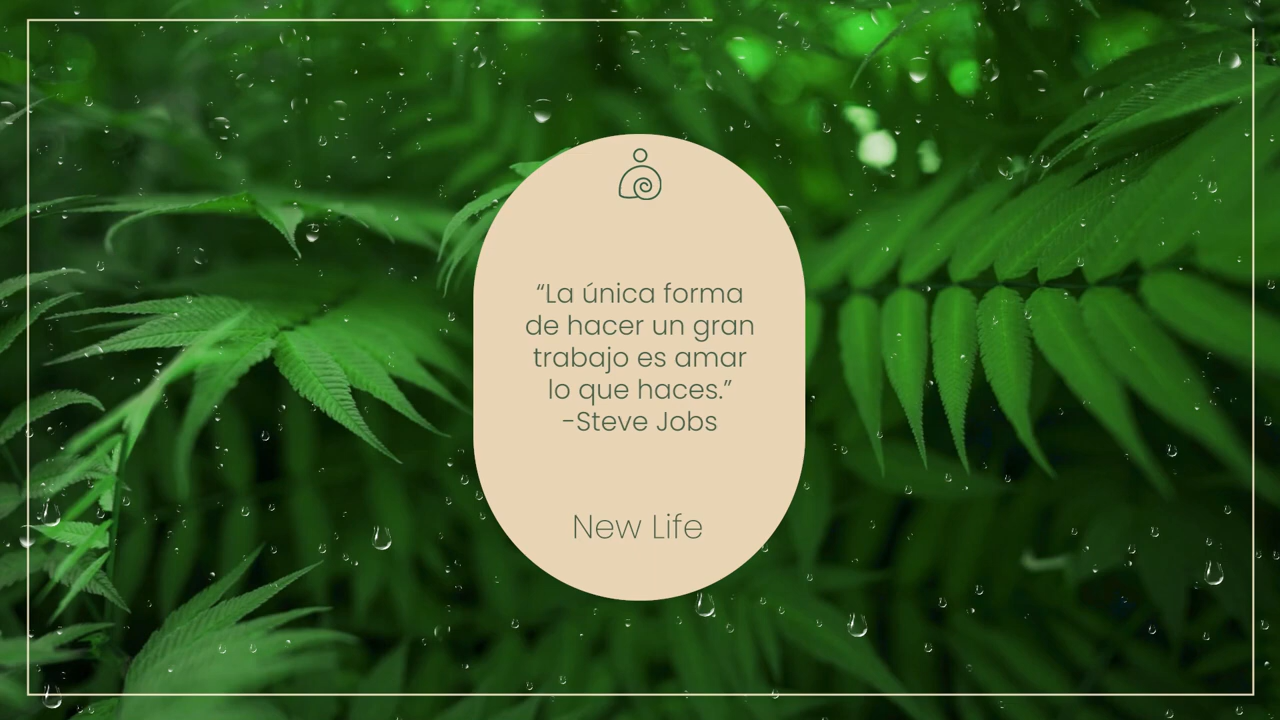 “La única forma
de hacer un gran
trabajo es amar
lo que haces.”
-Steve Jobs
New Life